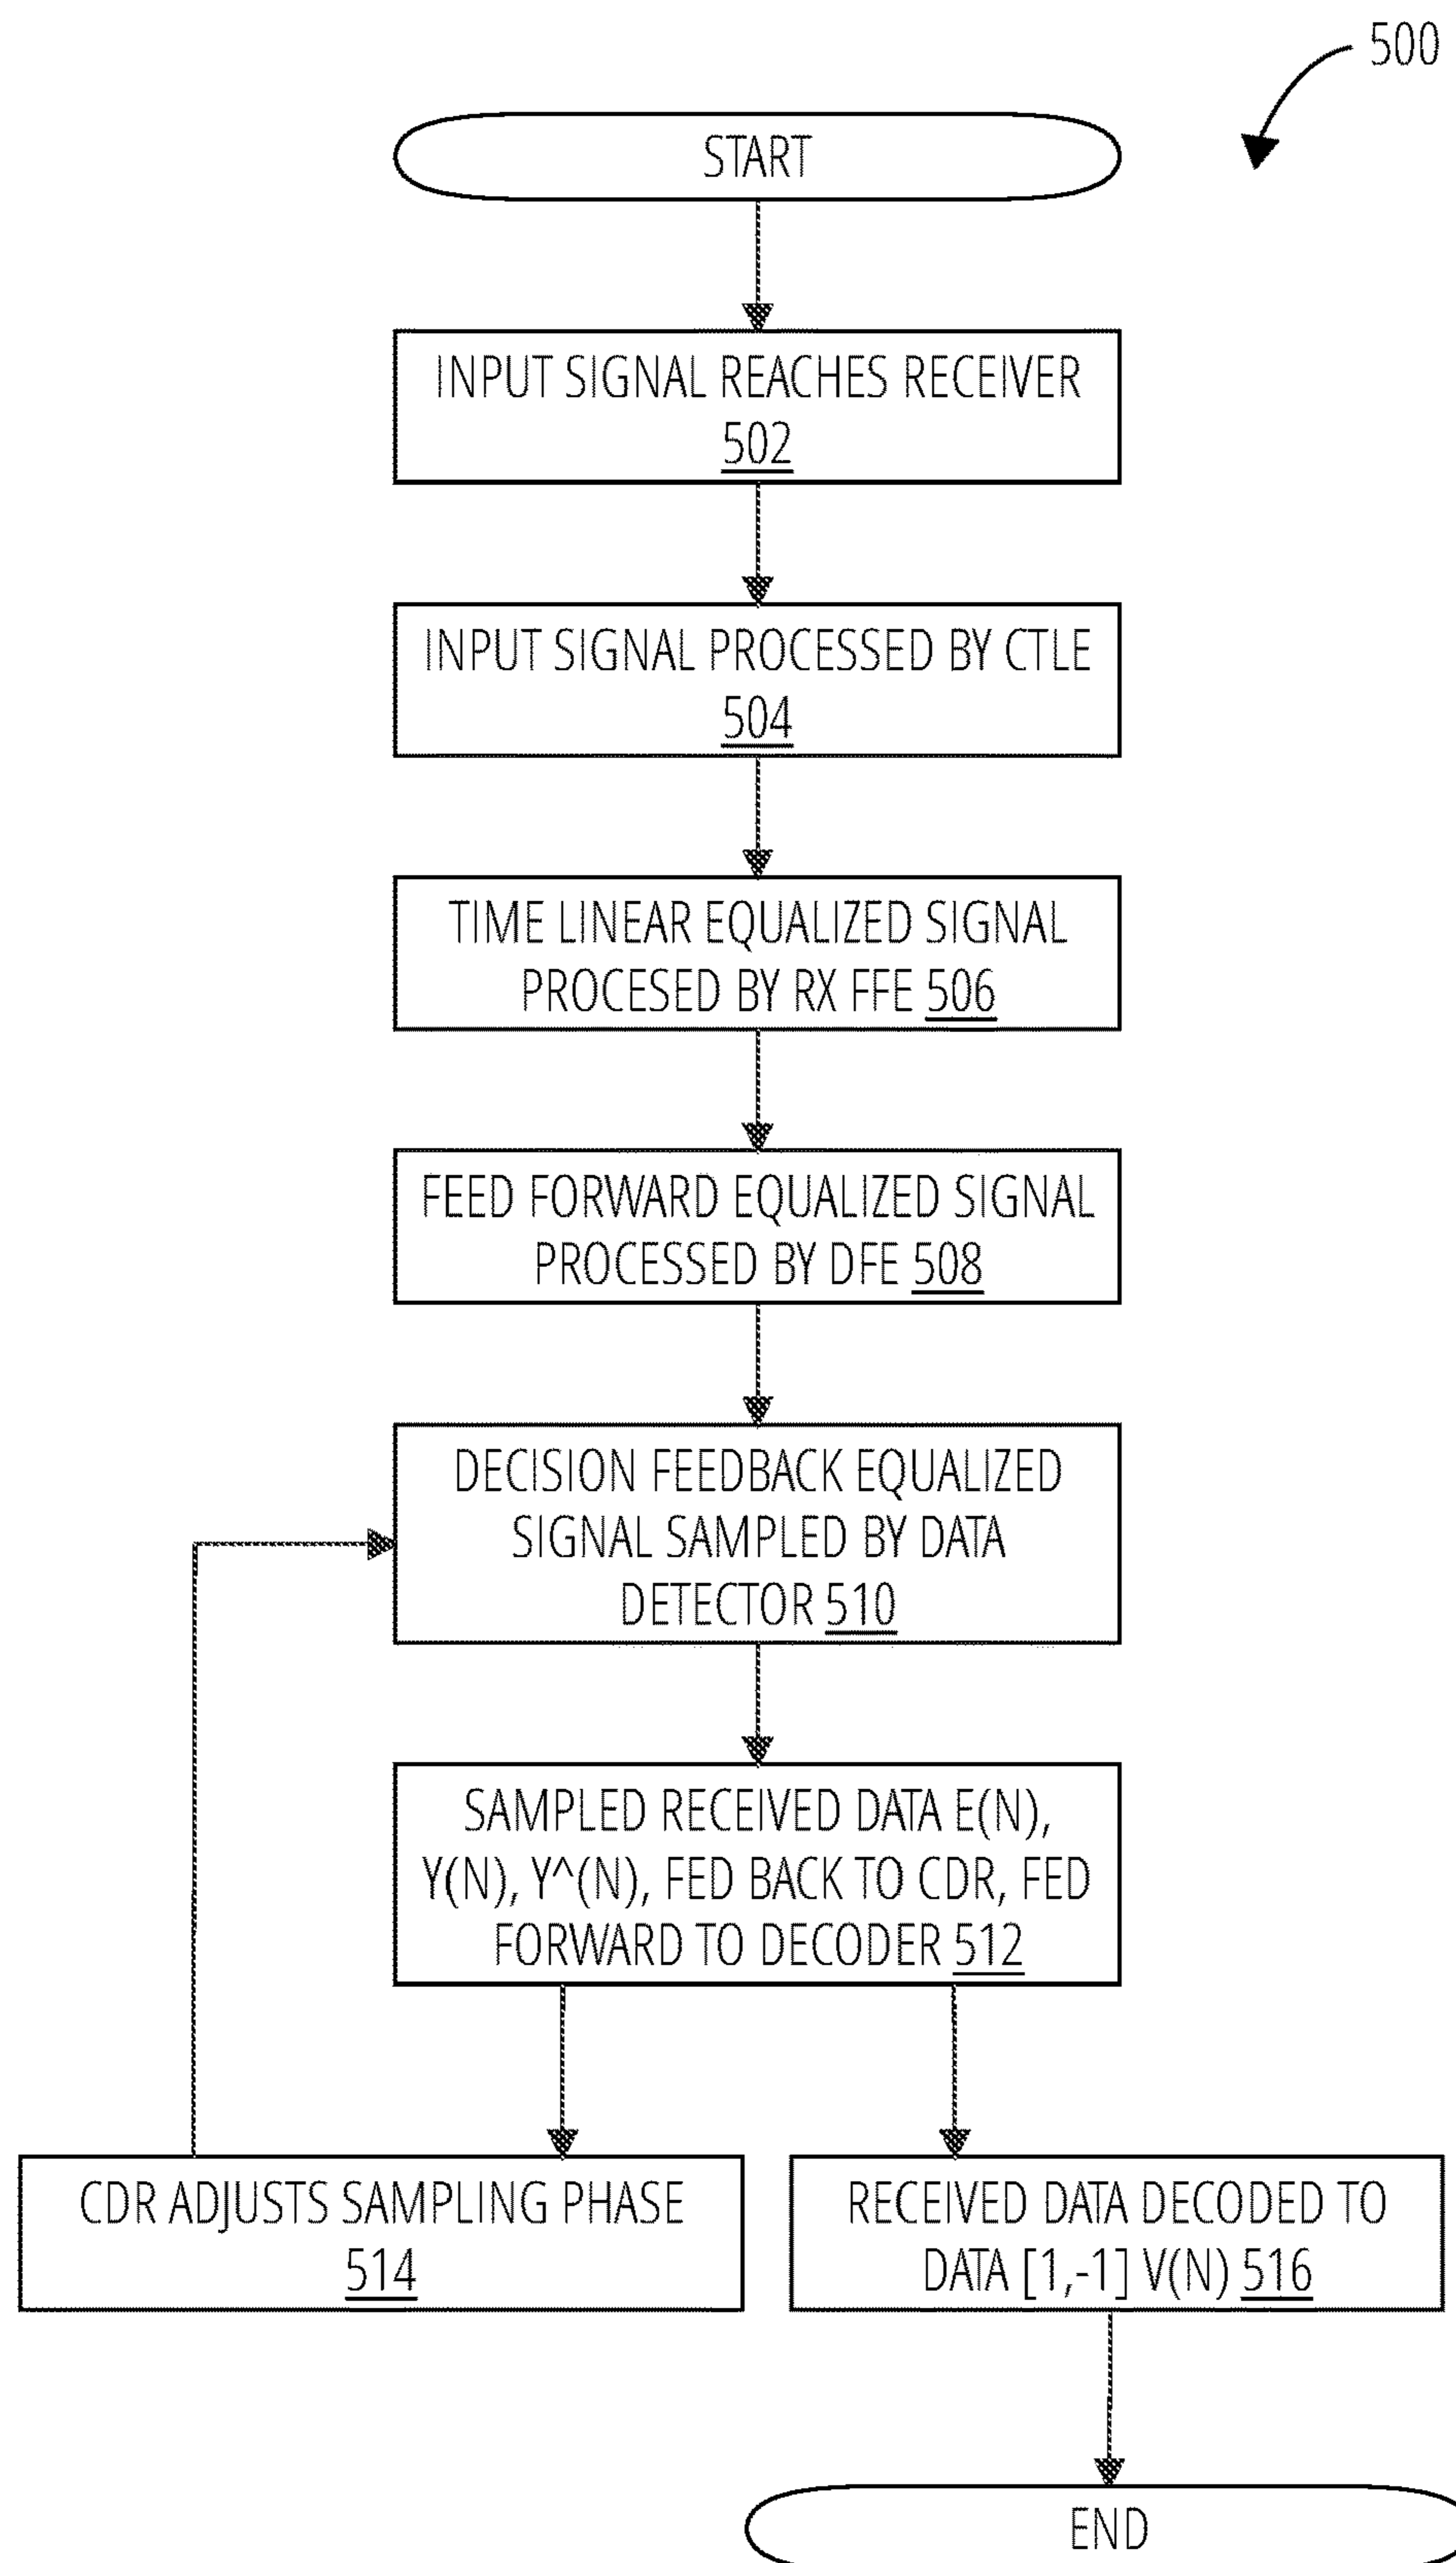 500
START
INPUT SIGNAL REACHES RECEIVER
502
INPUT SIGNAL PROCESSED BY CTLE
504
TIME LINEAR EQUALIZED SIGNAL
PROCESED BY RX FFE 506
FEED FORWARD EQUALIZED SIGNAL
PROCESSED BY DFE 508
DECISION FEEDBACK EQUALIZED
SIGNAL SAMPLED BY DATA
DETECTOR 510
SAMPLED RECEIVED DATA E(N),
Y(N), Y^(N), FED BACK TO CDR, FED
FORWARD TO DECODER 512
CDR ADJUSTS SAMPLING PHASE
514
RECEIVED DATA DECODED TO
DATA [1,-1] V(N) 516
END